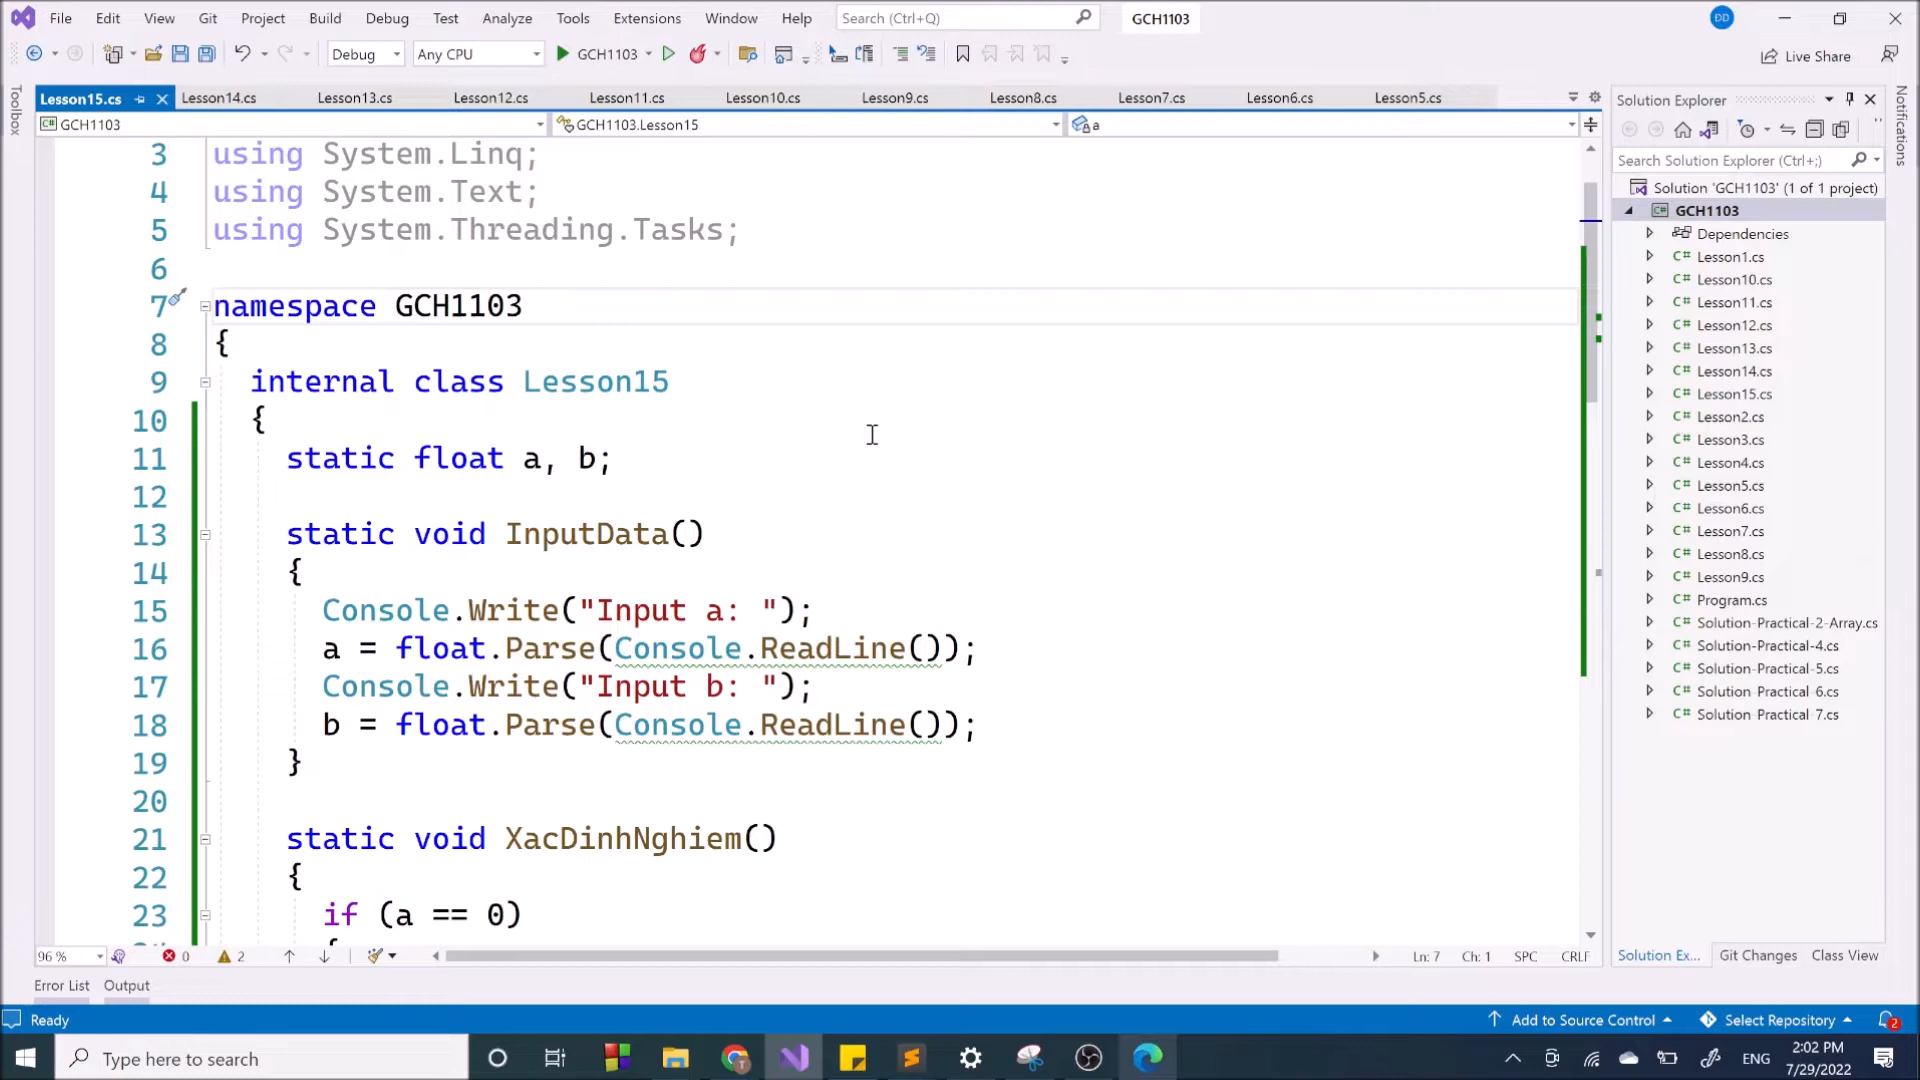 File Edit View Git Project Build Debug Test Analyze Tools Extensions Window Help Search (Ctrl+Q) GCH1103 DD
Debug Any CPU GCH1103 Live Share
Toolbox
Lesson15.cs Lesson14.cs Lesson13.cs Lesson12.cs Lesson11.cs Lesson10.cs Lesson9.cs Lesson8.cs Lesson7.cs Lesson6.cs Lesson5.cs
GCH1103 GCH1103.Lesson15 a
3 using System.Linq;
4 using System.Text;
5 using System.Threading.Tasks;
6
7 namespace GCH1103
8 {
9 internal class Lesson15
10 {
11 static float a, b;
12
13 static void InputData()
14 {
15 Console.Write("Input a: ");
16 a = float.Parse(Console.ReadLine());
17 Console.Write("Input b: ");
18 b = float.Parse(Console.ReadLine());
19 }
20
21 static void XacDinhNghiem()
22 {
23 if (a == 0)
{
96 % 0 2 Ln: 7 Ch: 1 SPC CRLF
Error List Output
Solution Explorer
Search Solution Explorer (Ctrl+;)
Solution 'GCH1103' (1 of 1 project)
GCH1103
Dependencies
C# Lesson1.cs
C# Lesson10.cs
C# Lesson11.cs
C# Lesson12.cs
C# Lesson13.cs
C# Lesson14.cs
C# Lesson15.cs
C# Lesson2.cs
C# Lesson3.cs
C# Lesson4.cs
C# Lesson5.cs
C# Lesson6.cs
C# Lesson7.cs
C# Lesson8.cs
C# Lesson9.cs
C# Program.cs
C# Solution-Practical-2-Array.cs
C# Solution-Practical-4.cs
C# Solution-Practical-5.cs
C# Solution-Practical-6.cs
C# Solution-Practical-7.cs
Solution Ex... Git Changes Class View
Notifications
Ready Add to Source Control Select Repository 2
Type here to search ENG 2:02 PM
7/29/2022